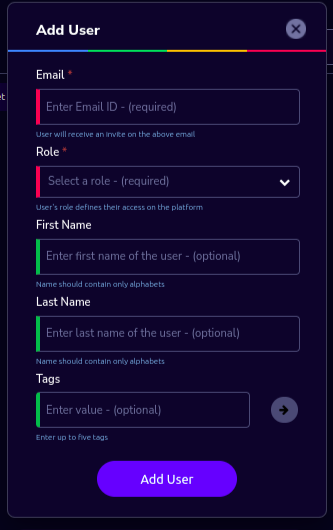 Add User
Email *
Enter Email ID - (required)
User will receive an invite on the above email
Role *
Select a role - (required)
User's role defines their access on the platform
First Name
Enter first name of the user - (optional)
Name should contain only alphabets
Last Name
Enter last name of the user - (optional)
Name should contain only alphabets
Tags
Enter value - (optional)
Enter up to five tags
Add User